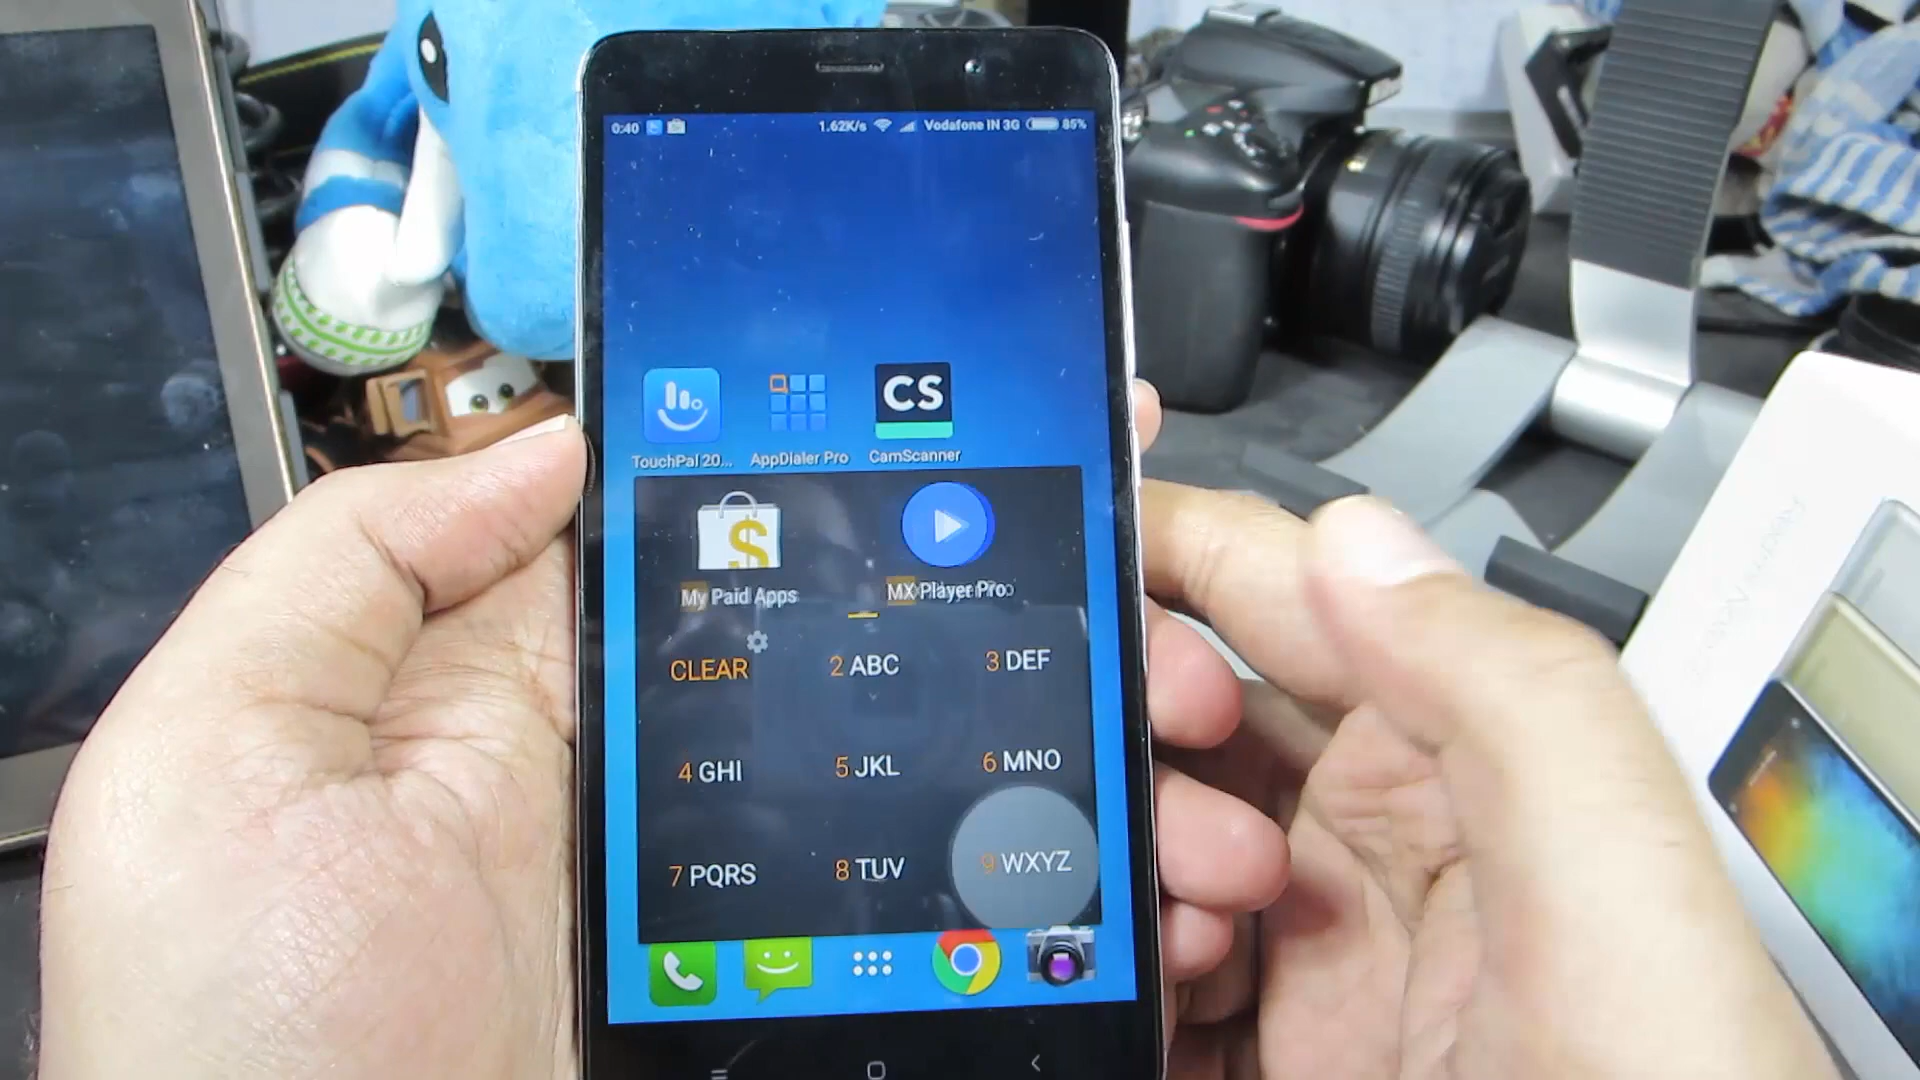 0:40 1.62K/s Vodafone IN 3G 85%
CS
TouchPal 20... AppDialer Pro CamScanner
$
My Paid Apps MX Player Pro
CLEAR 2 ABC 3 DEF
4 GHI 5 JKL 6 MNO
7 PQRS 8 TUV 9 WXYZ